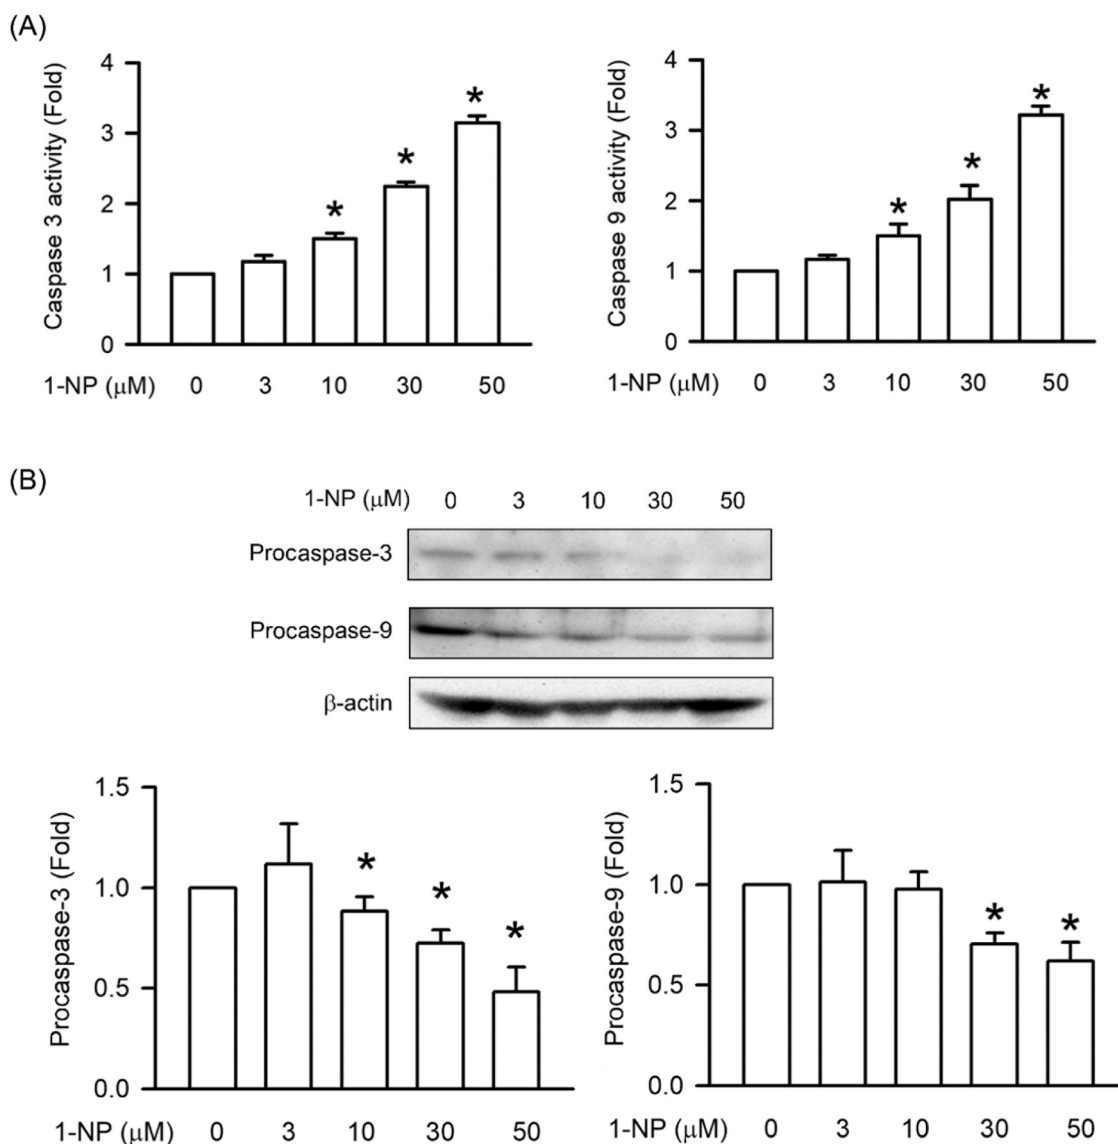 (A)
Caspase 3 activity (Fold)
4
3
2
1
0
*
*
*
1-NP (μM) 0 3 10 30 50
Caspase 9 activity (Fold)
4
3
2
1
0
*
*
*
1-NP (μM) 0 3 10 30 50
(B)
1-NP (μM) 0 3 10 30 50
Procaspase-3
Procaspase-9
β-actin
Procaspase-3 (Fold)
1.5
1.0
0.5
0.0
*
*
*
1-NP (μM) 0 3 10 30 50
Procaspase-9 (Fold)
1.5
1.0
0.5
0.0
*
*
1-NP (μM) 0 3 10 30 50